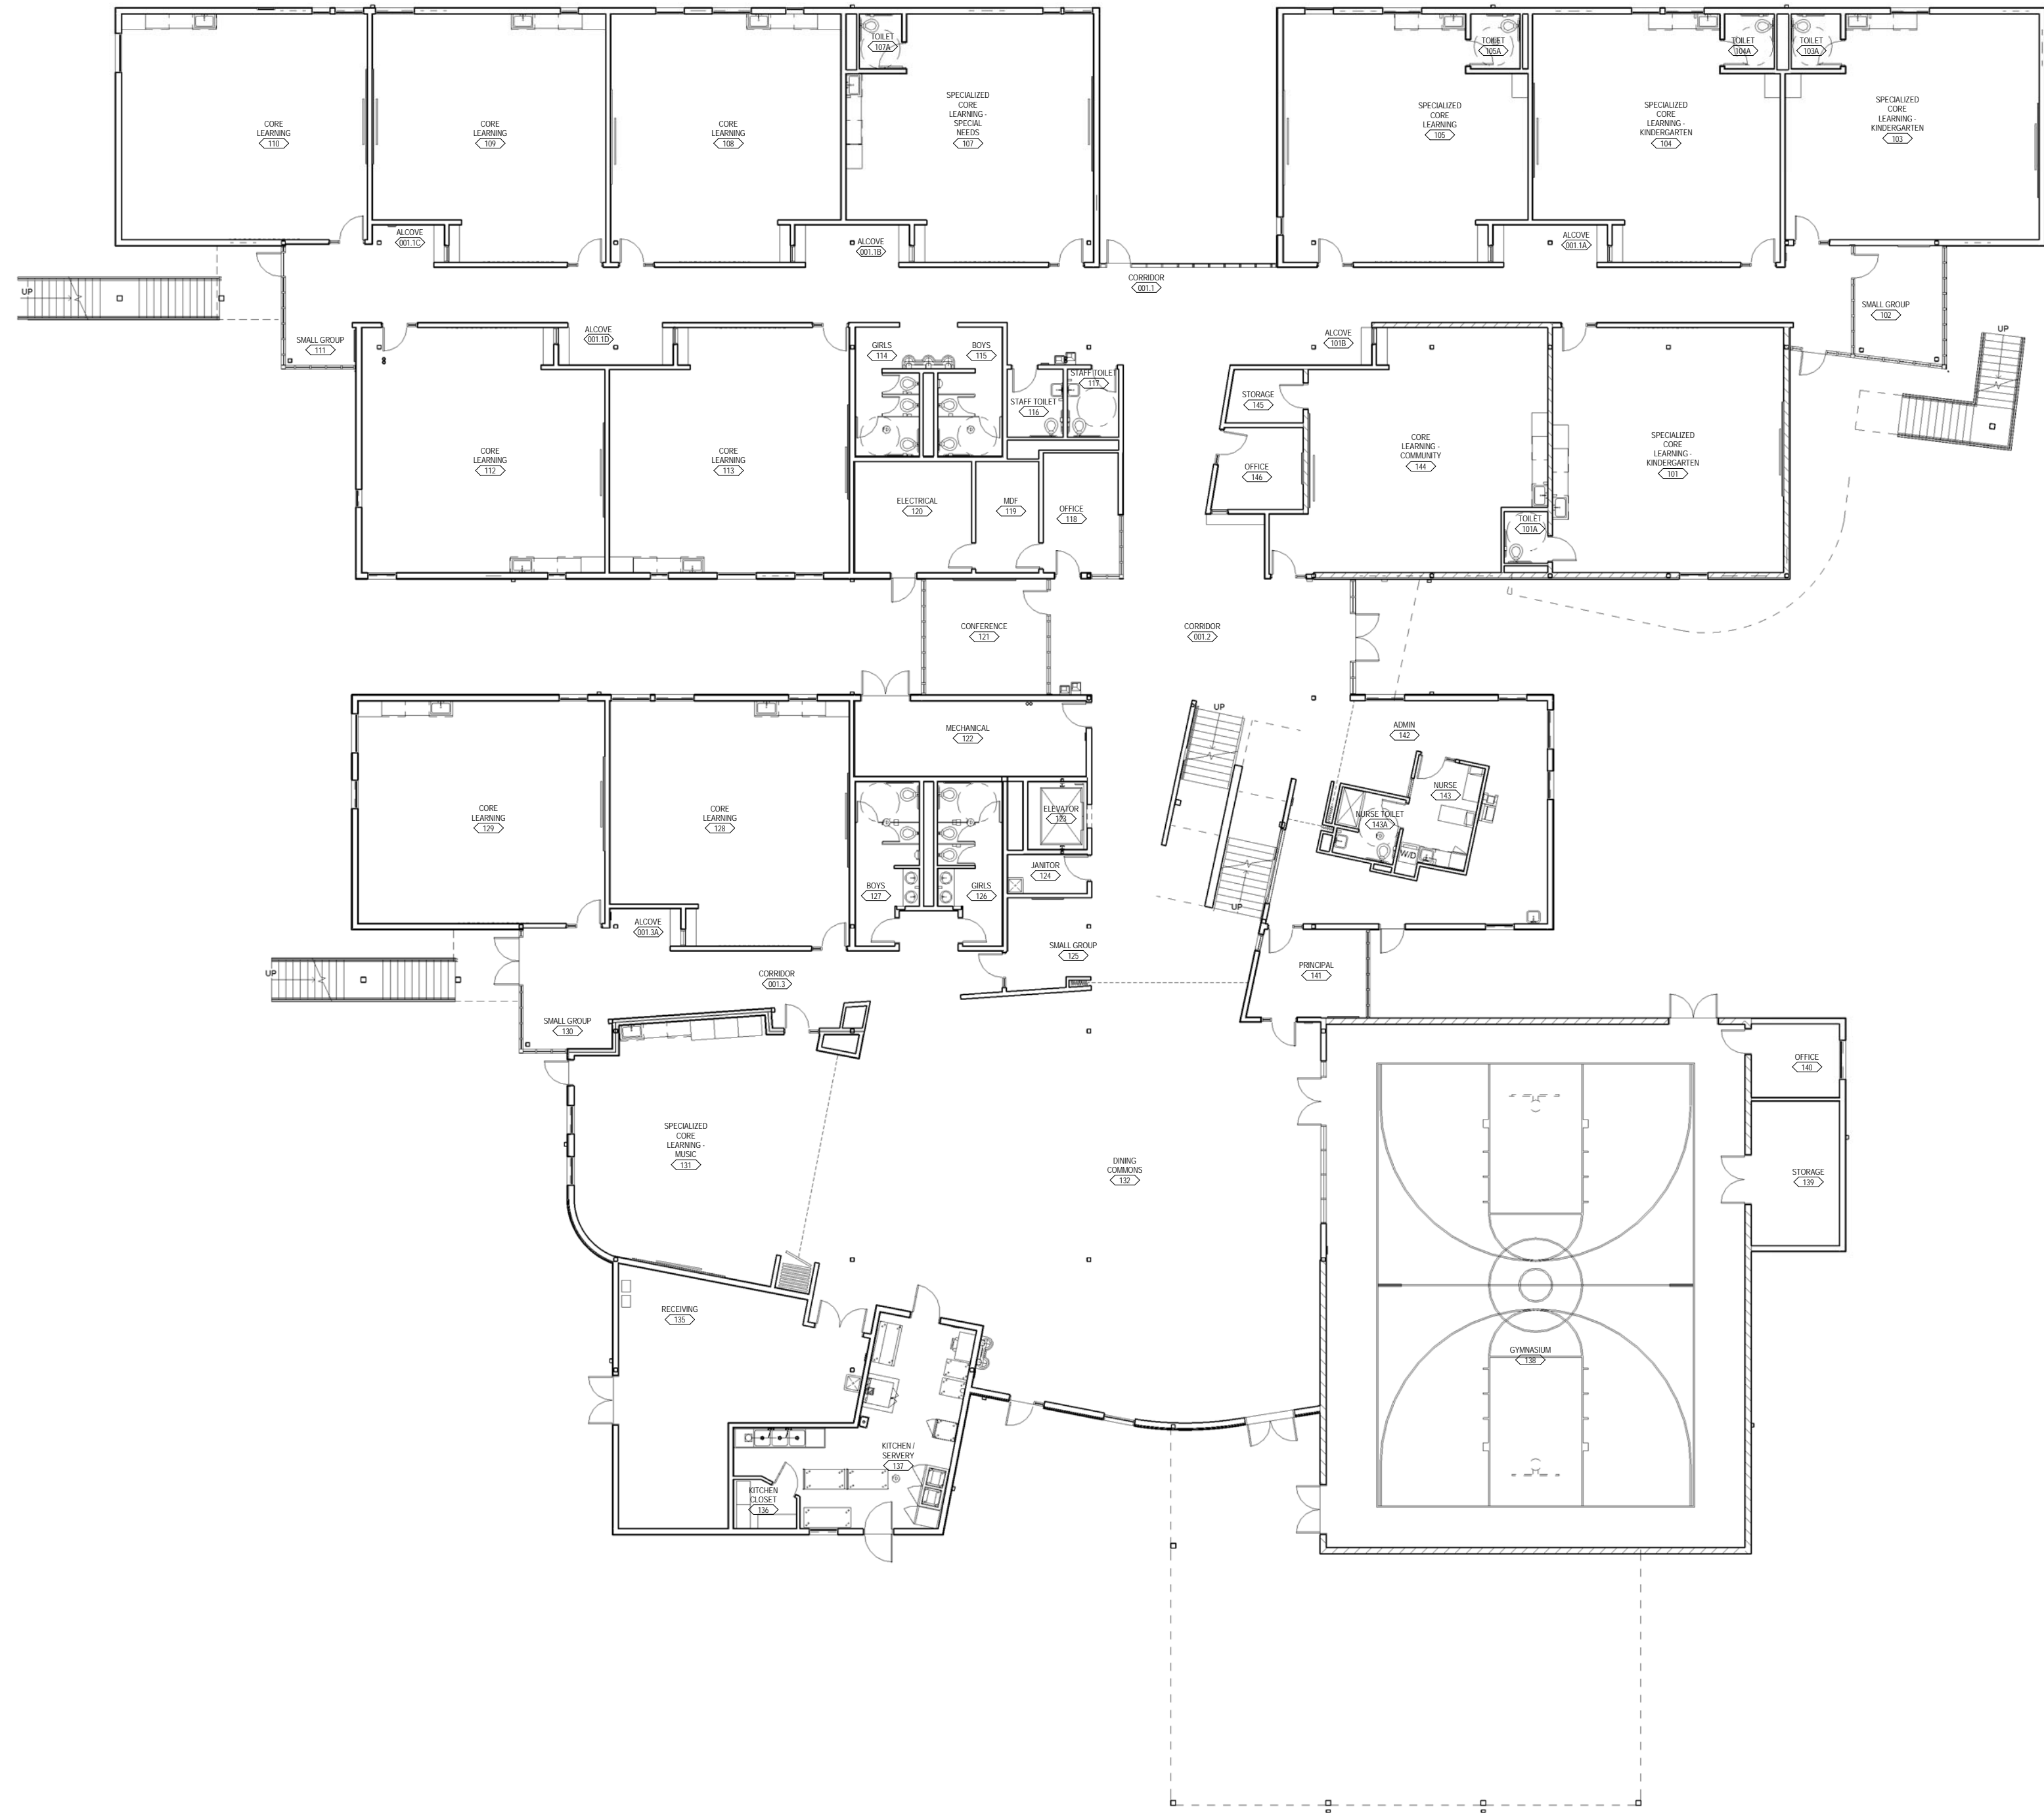 TOILET
107A
TOILET
105A
TOILET
104A
TOILET
103A
CORE
LEARNING
110
CORE
LEARNING
109
CORE
LEARNING
108
SPECIALIZED
CORE
LEARNING -
SPECIAL
NEEDS
107
SPECIALIZED
CORE
LEARNING
105
SPECIALIZED
CORE
LEARNING -
KINDERGARTEN
104
SPECIALIZED
CORE
LEARNING -
KINDERGARTEN
103
ALCOVE
001.1C
ALCOVE
001.1B
ALCOVE
001.1A
CORRIDOR
001.1
UP
SMALL GROUP
102
SMALL GROUP
111
ALCOVE
001.1D
GIRLS
114
BOYS
115
STAFF TOILET
117
STAFF TOILET
116
ALCOVE
101B
UP
STORAGE
145
CORE
LEARNING
112
CORE
LEARNING
113
CORE
LEARNING -
COMMUNITY
144
SPECIALIZED
CORE
LEARNING -
KINDERGARTEN
101
OFFICE
146
ELECTRICAL
120
MDF
119
OFFICE
118
TOILET
101A
CONFERENCE
121
CORRIDOR
001.2
UP
MECHANICAL
122
ADMIN
142
NURSE
143
NURSE TOILET
143A
W/D
CORE
LEARNING
129
CORE
LEARNING
128
ELEVATOR
123
JANITOR
124
BOYS
127
GIRLS
126
UP
ALCOVE
001.3A
SMALL GROUP
125
UP
CORRIDOR
001.3
PRINCIPAL
141
SMALL GROUP
130
OFFICE
140
SPECIALIZED
CORE
LEARNING -
MUSIC
131
DINING
COMMONS
132
STORAGE
139
RECEIVING
135
GYMNASIUM
138
KITCHEN /
SERVERY
137
KITCHEN
CLOSET
136